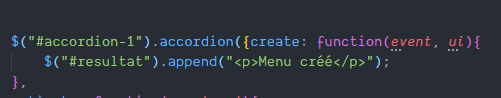 $("#accordion-1").accordion({create: function(event, ui){
$("#resultat").append("<p>Menu créé</p>");
},